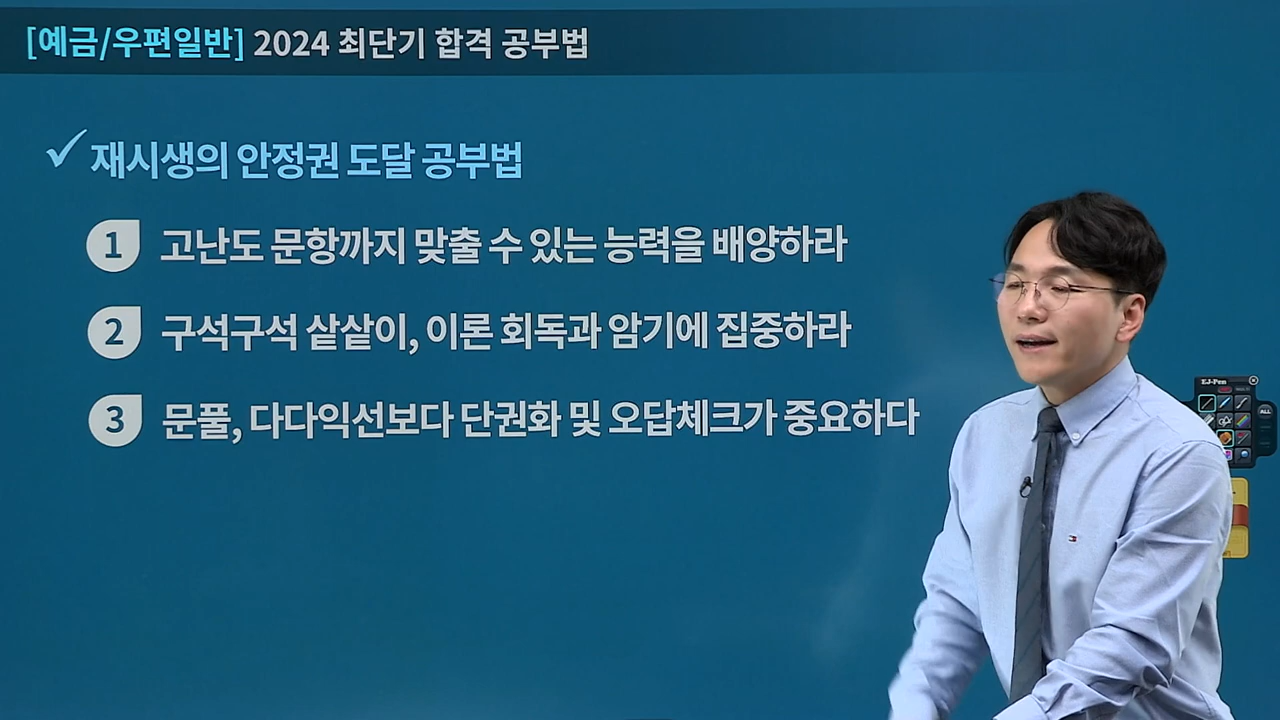 [예금/우편일반] 2024 최단기 합격 공부법
재시생의 안정권 도달 공부법
1 고난도 문항까지 맞출 수 있는 능력을 배양하라
2 구석구석 샅샅이, 이론 회독과 암기에 집중하라
3 문풀, 다다익선보다 단권화 및 오답체크가 중요하다
EJ-Pen
ALL